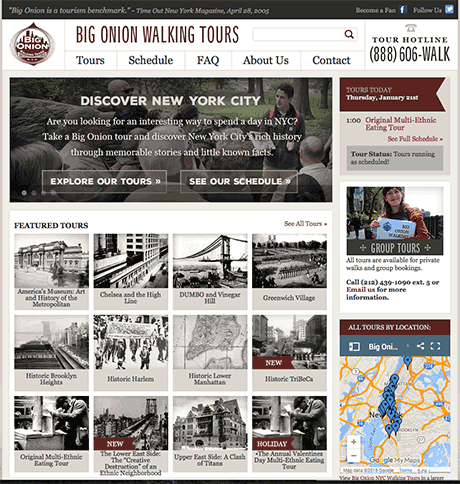 "Big Onion is a tourism benchmark." - Time Out New York Magazine, April 28, 2005
Become a Fan
Follow Us
BIG ONION
BIG ONION WALKING TOURS
TOUR HOTLINE
(888) 606-WALK
Tours
Schedule
FAQ
About Us
Contact
DISCOVER NEW YORK CITY
Are you looking for an interesting way to spend a day in NYC?
Take a Big Onion tour and discover New York City's rich history
through memorable stories and little known facts.
EXPLORE OUR TOURS »
SEE OUR SCHEDULE »
TOURS TODAY
Thursday, January 21st
1:00 Original Multi-Ethnic
Eating Tour
See Full Schedule »
Tour Status: Tours running
as scheduled!
BIG ONION
WALKING
GROUP TOURS
All tours are available for private
walks and group bookings.
Call (212) 439-1090 ext. 5 or
Email us for more
information.
FEATURED TOURS
See All Tours »
America's Museum: Art
and History of the
Metropolitan
Chelsea and the High
Line
DUMBO and Vinegar
Hill
Greenwich Village
Historic Brooklyn
Heights
Historic Harlem
Historic Lower
Manhattan
NEW
Historic TriBeCa
Original Multi-Ethnic
Eating Tour
NEW
The Lower East Side:
The "Creative
Destruction" of an
Ethnic Neighborhood
Upper East Side: A
Clash of Titans
HOLIDAY
•The Annual Valentines
Day Multi-Ethnic Eating
Tour
ALL TOURS BY LOCATION:
Big Oni...
New
Google My Maps
Map data ©2016 Google Terms
View Big Onion NYC Walking Tours in a larger